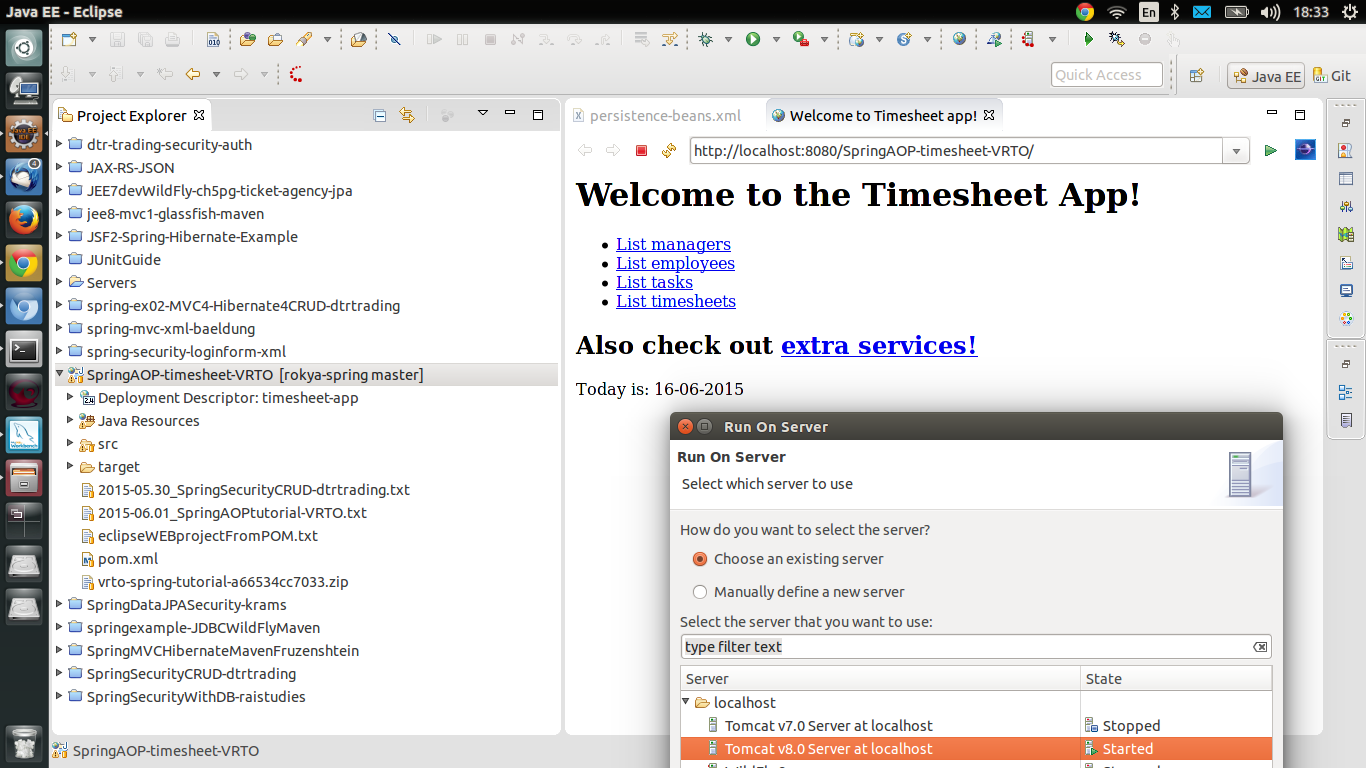 Java EE - Eclipse
En
18:33
Quick Access
Java EE
Git
Project Explorer
dtr-trading-security-auth
JAX-RS-JSON
JEE7devWildFly-ch5pg-ticket-agency-jpa
jee8-mvc1-glassfish-maven
JSF2-Spring-Hibernate-Example
JUnitGuide
Servers
spring-ex02-MVC4-Hibernate4CRUD-dtrtrading
spring-mvc-xml-baeldung
spring-security-loginform-xml
SpringAOP-timesheet-VRTO [rokya-spring master]
Deployment Descriptor: timesheet-app
Java Resources
src
target
2015-05.30_SpringSecurityCRUD-dtrtrading.txt
2015-06.01_SpringAOPtutorial-VRTO.txt
eclipseWEBprojectFromPOM.txt
pom.xml
vrto-spring-tutorial-a66534cc7033.zip
SpringDataJPASecurity-krams
springexample-JDBCWildFlyMaven
SpringMVCHibernateMavenFruzenshtein
SpringSecurityCRUD-dtrtrading
SpringSecurityWithDB-raistudies
SpringAOP-timesheet-VRTO
persistence-beans.xml
Welcome to Timesheet app!
http://localhost:8080/SpringAOP-timesheet-VRTO/
Welcome to the Timesheet App!
List managers
List employees
List tasks
List timesheets
Also check out extra services!
Today is: 16-06-2015
Run On Server
Run On Server
Select which server to use
How do you want to select the server?
Choose an existing server
Manually define a new server
Select the server that you want to use:
type filter text
Server State
localhost
Tomcat v7.0 Server at localhost Stopped
Tomcat v8.0 Server at localhost Started